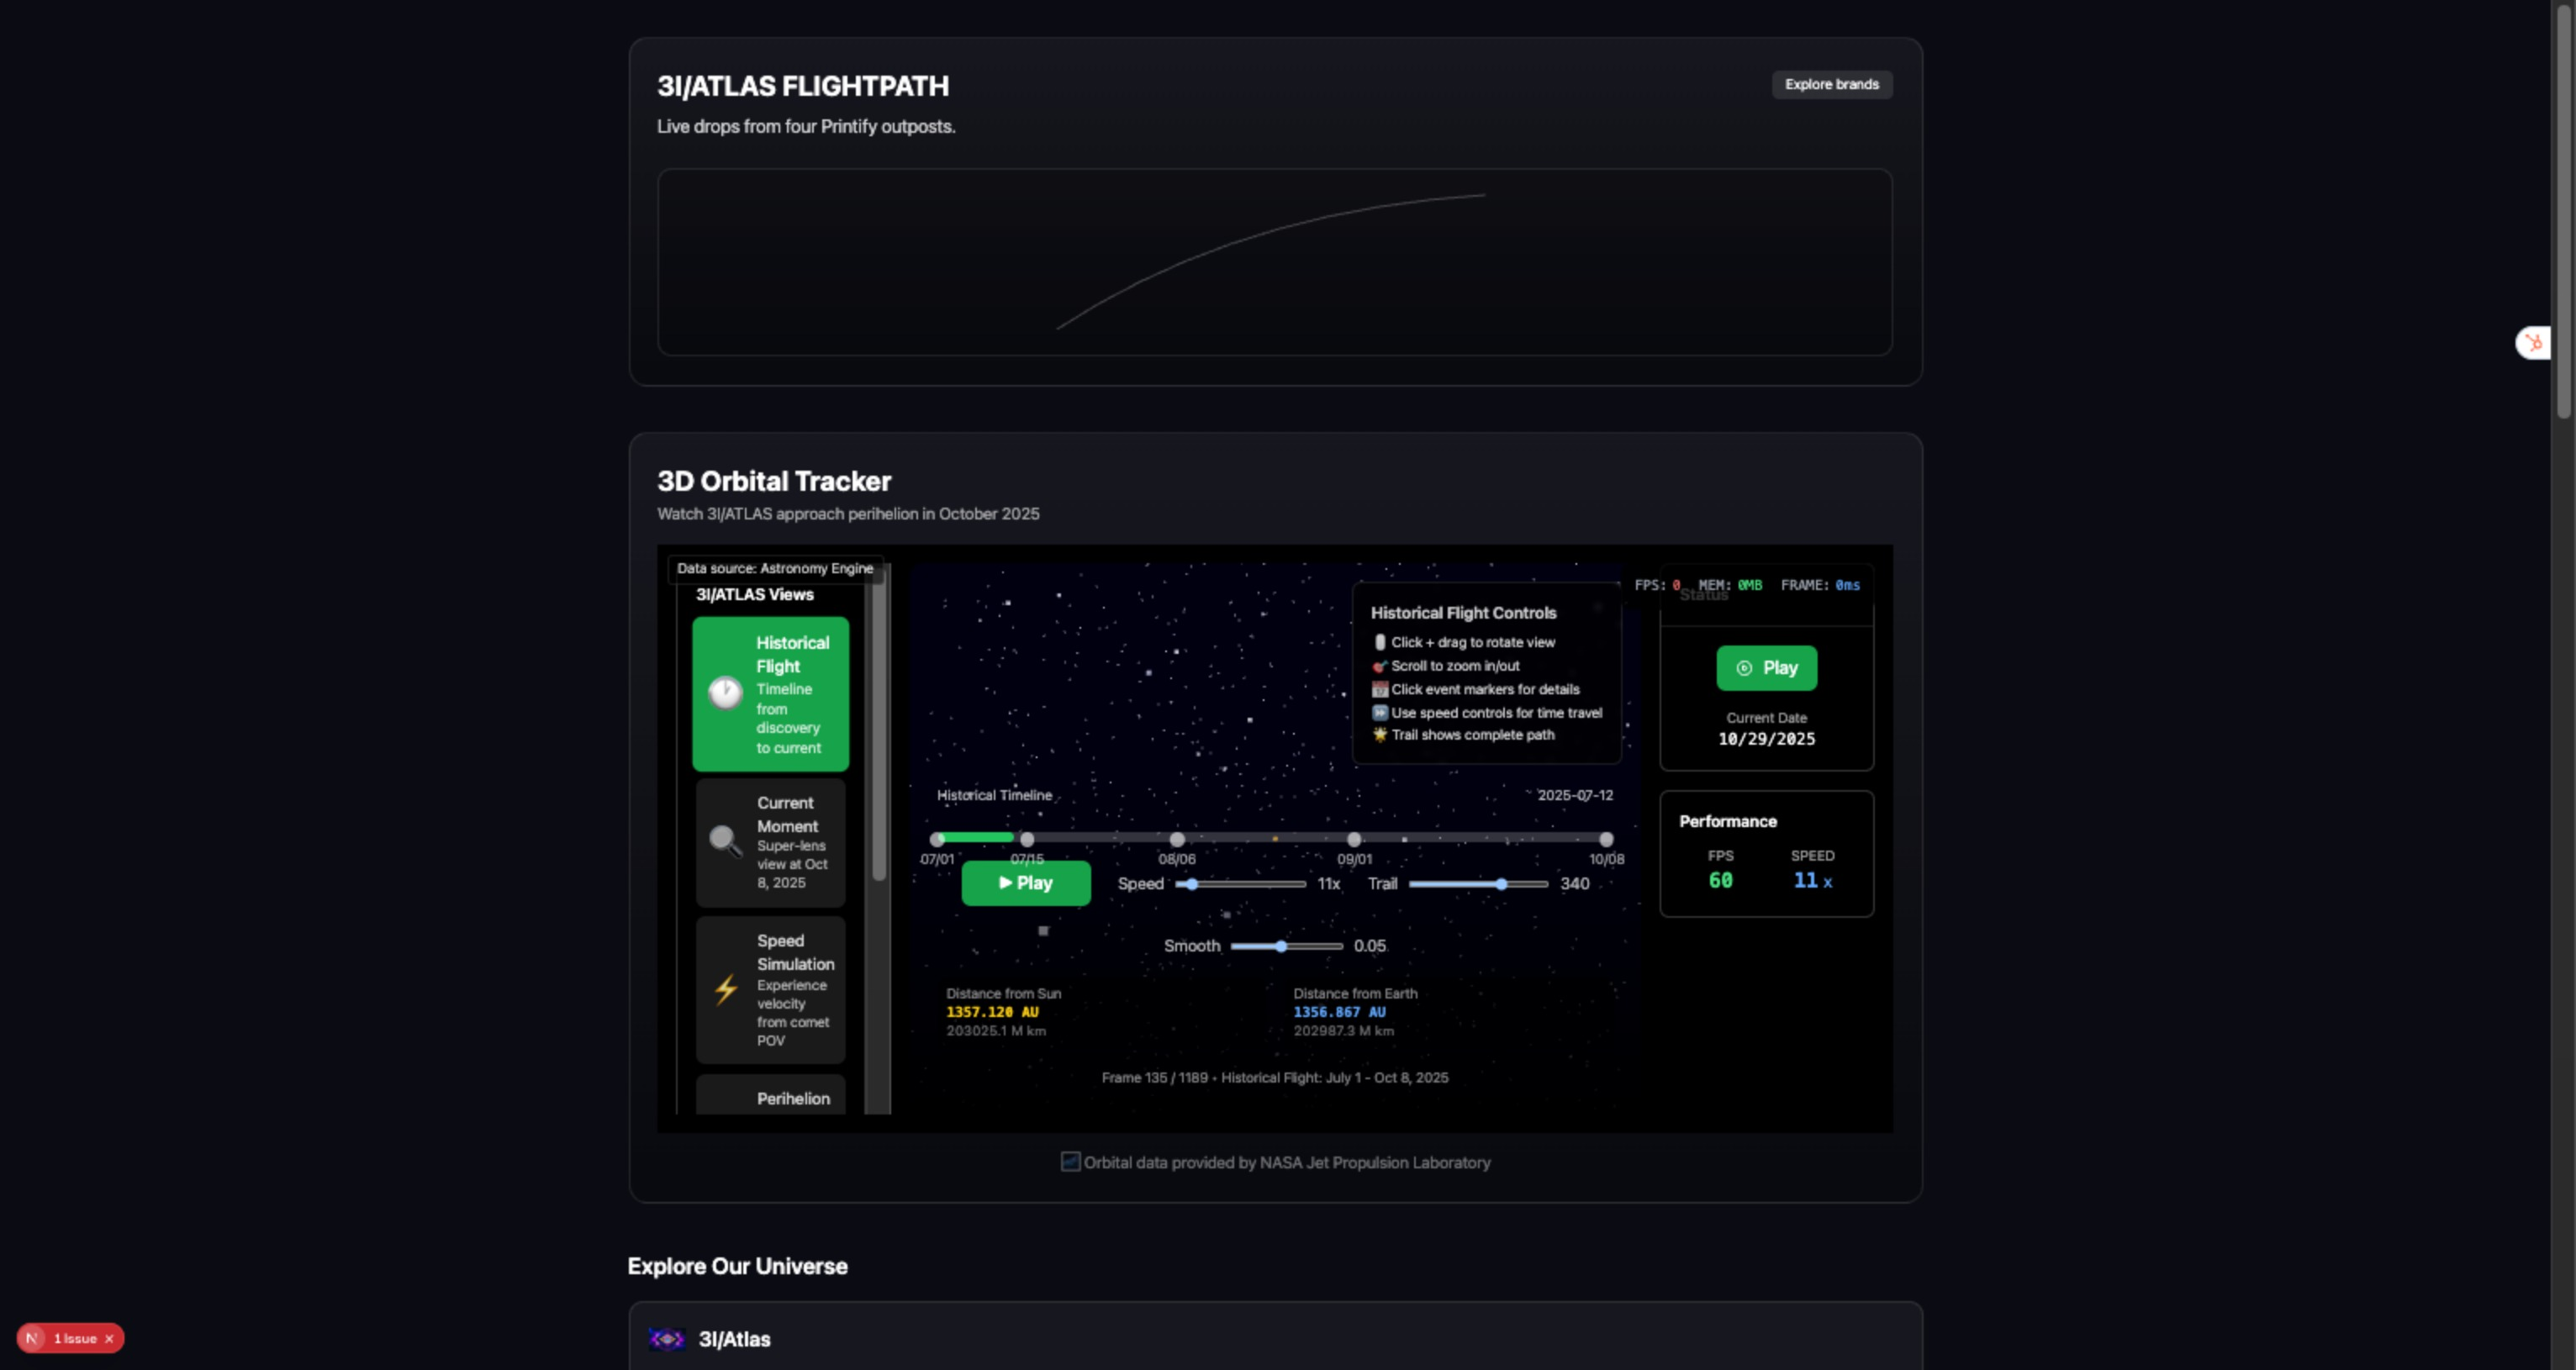 3I/ATLAS FLIGHTPATH
Explore brands
Live drops from four Printify outposts.
3D Orbital Tracker
Watch 3I/ATLAS approach perihelion in October 2025
Data source: Astronomy Engine
3I/ATLAS Views
Historical
Flight
Timeline
from
discovery
to current
Current
Moment
Super-lens
view at Oct
8, 2025
Speed
Simulation
Experience
velocity
from comet
POV
Perihelion
Historical Flight Controls
Click + drag to rotate view
Scroll to zoom in/out
Click event markers for details
Use speed controls for time travel
Trail shows complete path
Historical Timeline
2025-07-12
07/01 07/15 08/06 09/01 10/08
▶ Play
Speed 11x
Trail 340
Smooth 0.05
Distance from Sun
1357.120 AU
203025.1 M km
Distance from Earth
1356.867 AU
202987.3 M km
Frame 135 / 1189 • Historical Flight: July 1 - Oct 8, 2025
FPS: 0 MEM: 0MB FRAME: 0ms
Status
Play
Current Date
10/29/2025
Performance
FPS SPEED
60 11 x
Orbital data provided by NASA Jet Propulsion Laboratory
Explore Our Universe
3I/Atlas
N 1 Issue ×